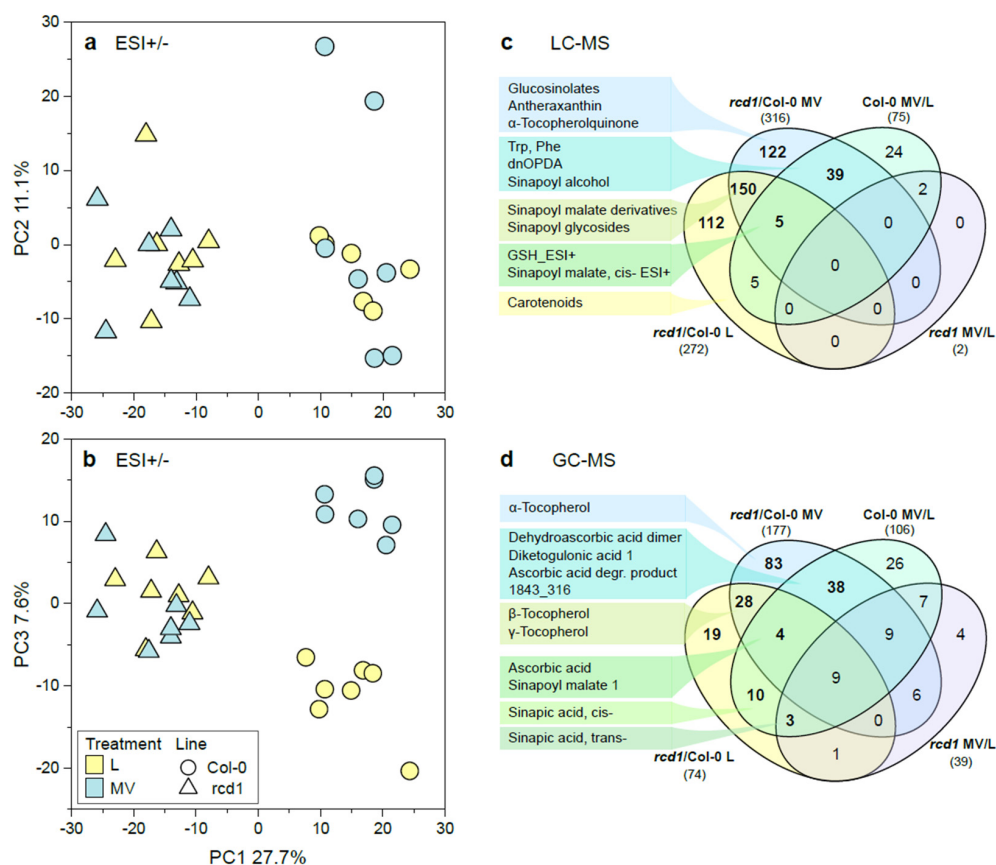 a ESI+/-
30
20
10
0
-10
-20
PC2 11.1%
-30 -20 -10 0 10 20 30
b ESI+/-
20
10
0
-10
-20
PC3 7.6%
Treatment Line
L Col-0
MV rcd1
-30 -20 -10 0 10 20 30
PC1 27.7%
c LC-MS
Glucosinolates
Antheraxanthin
α-Tocopherolquinone
Trp, Phe
dnOPDA
Sinapoyl alcohol
Sinapoyl malate derivatives
Sinapoyl glycosides
GSH_ESI+
Sinapoyl malate, cis- ESI+
Carotenoids
rcd1/Col-0 MV Col-0 MV/L
(316) (75)
122 24
39
150 2
112 5 0 0
0
5 0
0 0
0
rcd1/Col-0 L rcd1 MV/L
(272) (2)
d GC-MS
α-Tocopherol
Dehydroascorbic acid dimer
Diketogulonic acid 1
Ascorbic acid degr. product
1843_316
β-Tocopherol
γ-Tocopherol
Ascorbic acid
Sinapoyl malate 1
Sinapic acid, cis-
Sinapic acid, trans-
rcd1/Col-0 MV Col-0 MV/L
(177) (106)
83 26
38
28 7
19 4 9 4
9
10 6
3 0
1
rcd1/Col-0 L rcd1 MV/L
(74) (39)